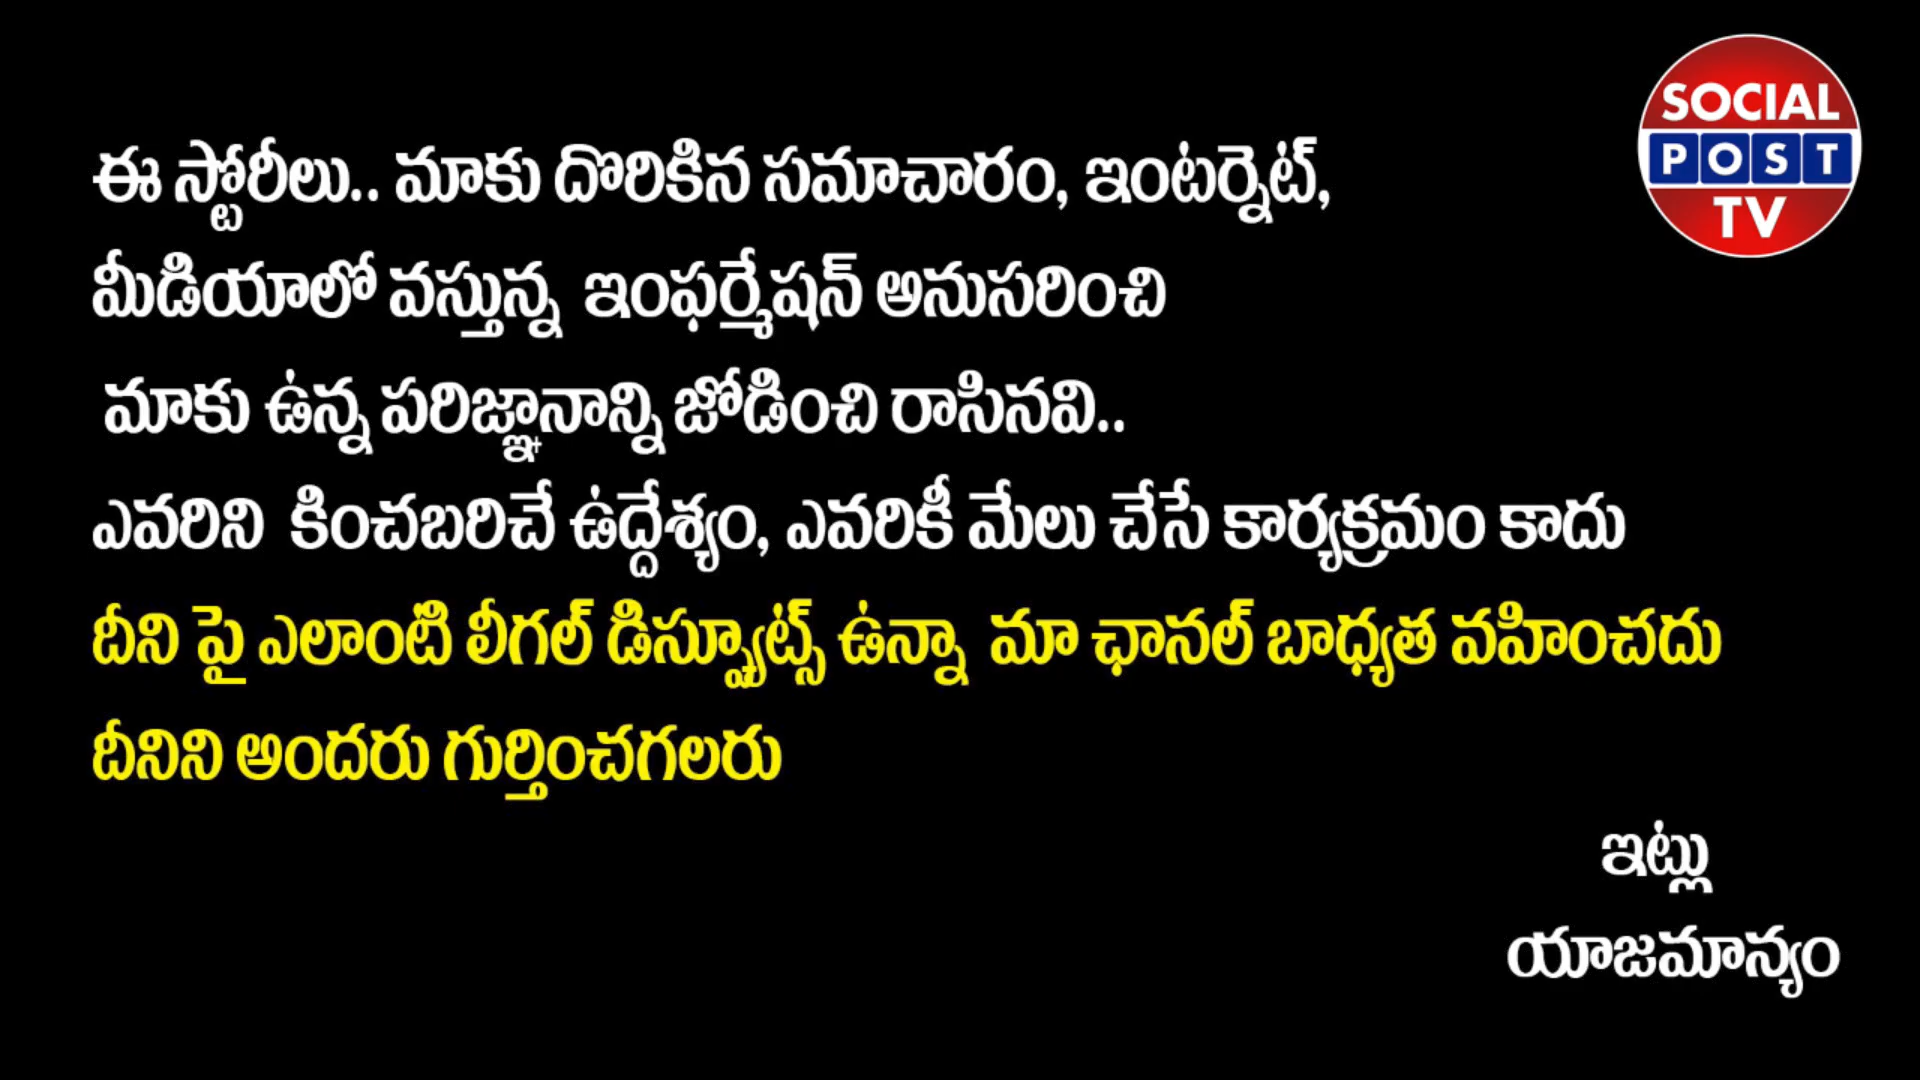 SOCIAL
POST
TV
ఈ స్టోరీలు.. మాకు దొరికిన సమాచారం, ఇంటర్నెట్,
మీడియాలో వస్తున్న ఇంఫర్మేషన్ అనుసరించి
మాకు ఉన్న పరిజ్ఞానాన్ని జోడించి రాసినవి..
ఎవరిని కించబరిచే ఉద్దేశ్యం, ఎవరికీ మేలు చేసే కార్యక్రమం కాదు
దీని పై ఎలాంటి లీగల్ డిస్ప్యూట్స్ ఉన్నా మా ఛానల్ బాధ్యత వహించదు
దీనిని అందరు గుర్తించగలరు
ఇట్లు
యాజమాన్యం